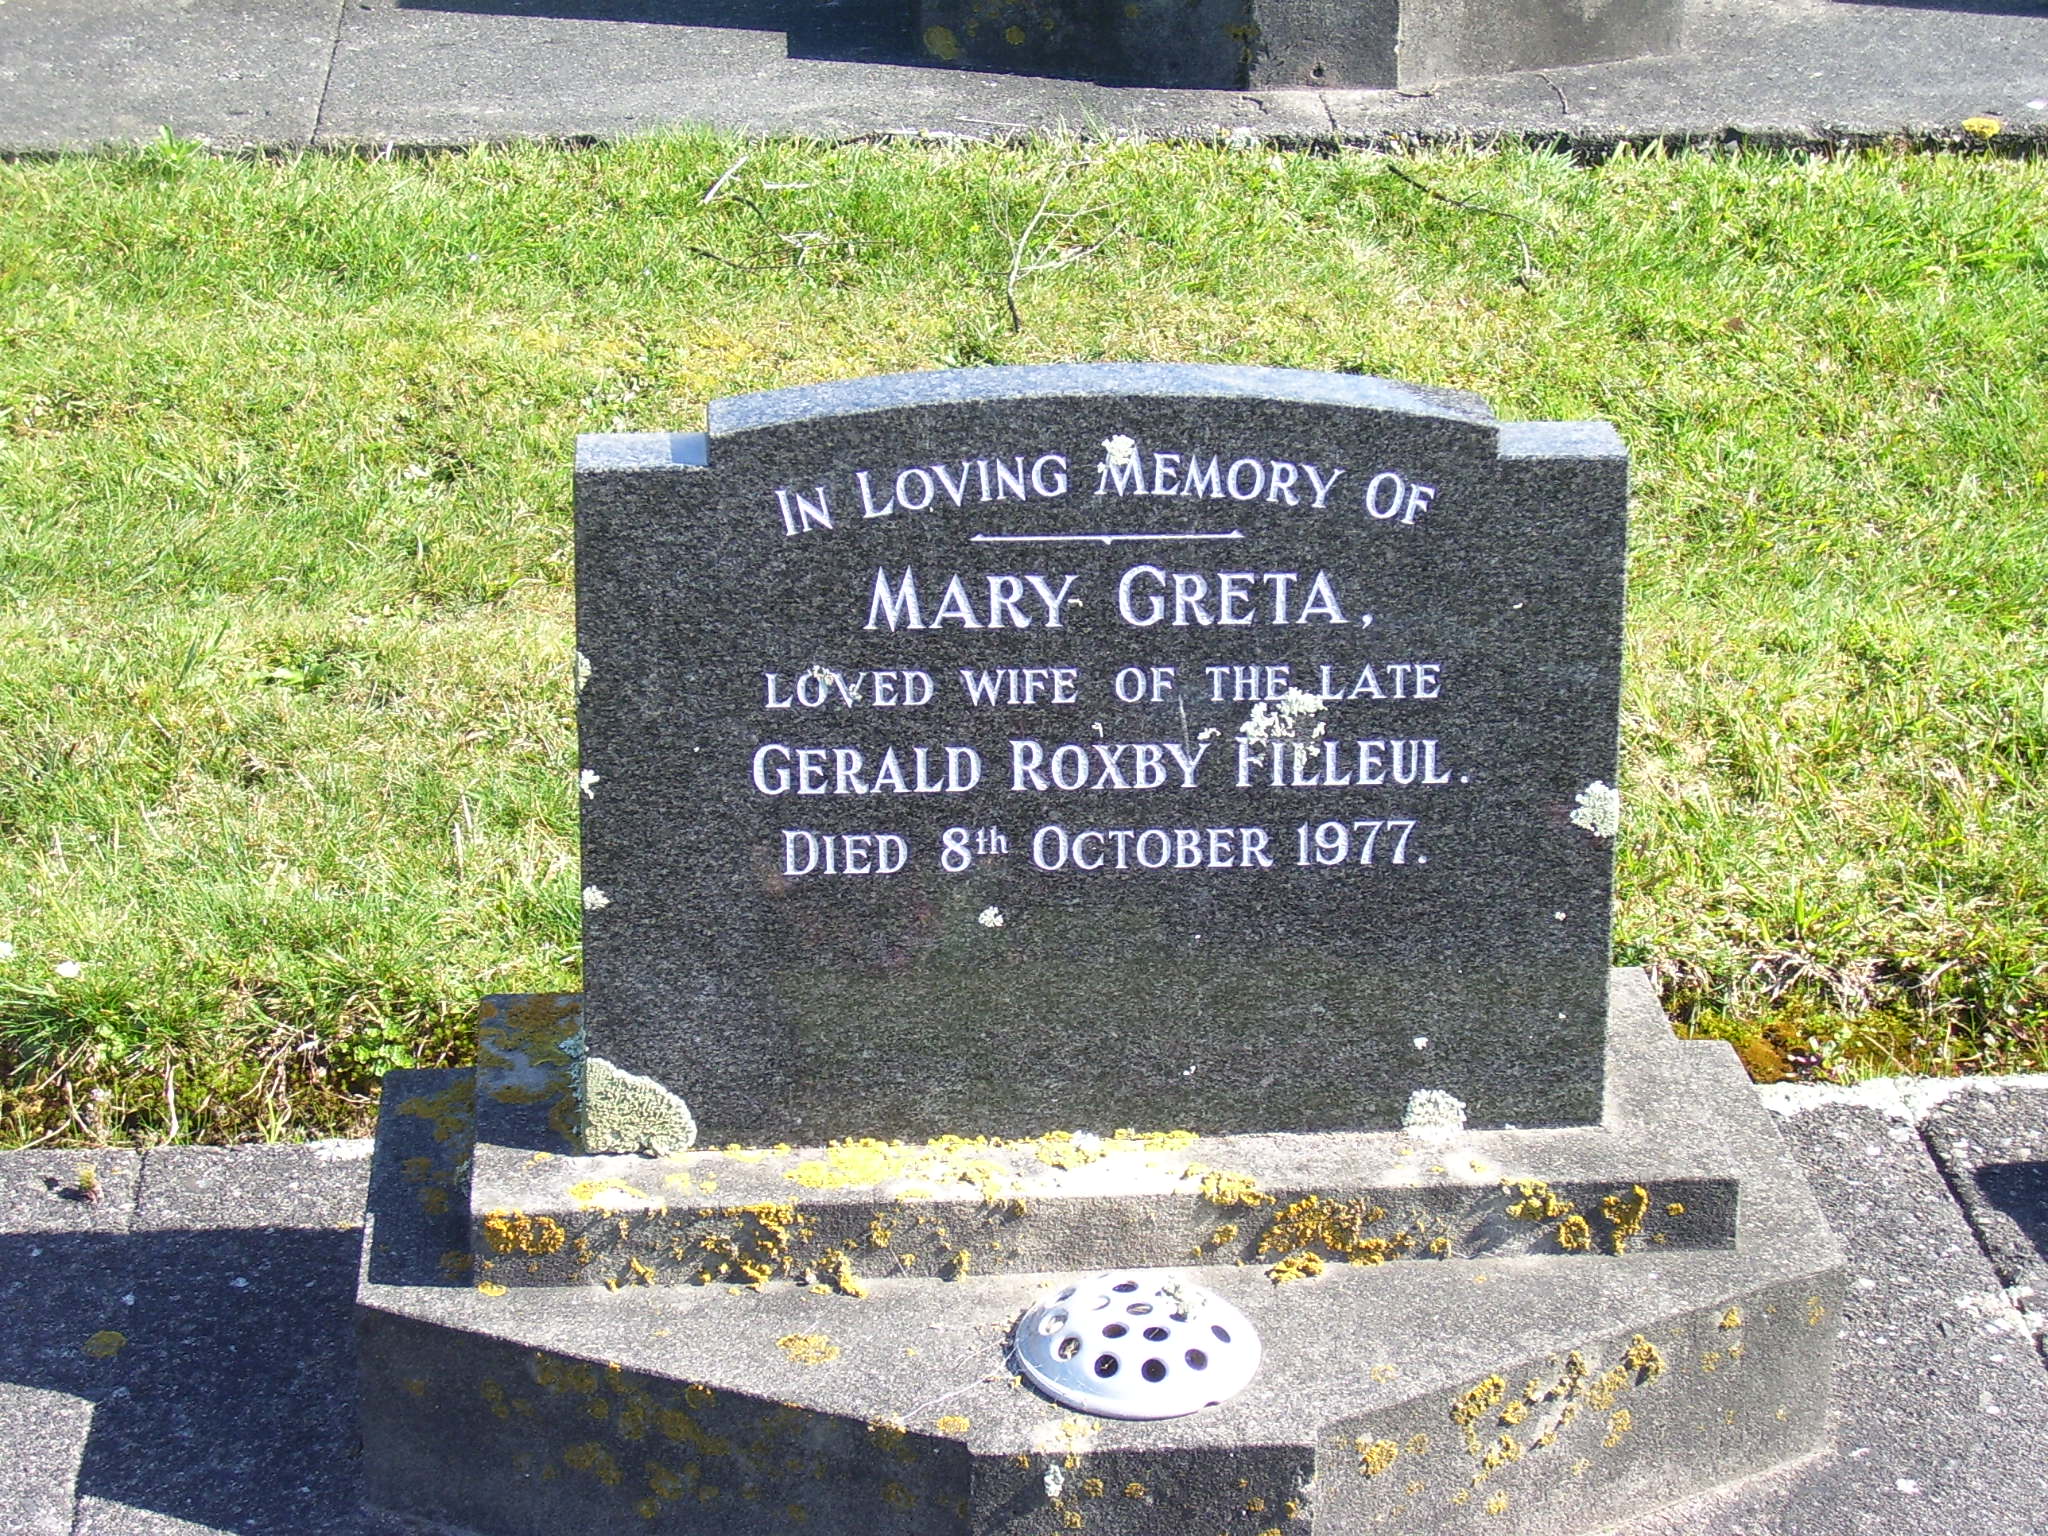 IN LOVING MEMORY OF
MARY GRETA,
LOVED WIFE OF THE LATE
GERALD ROXBY FILLEUL.
DIED 8th OCTOBER 1977.